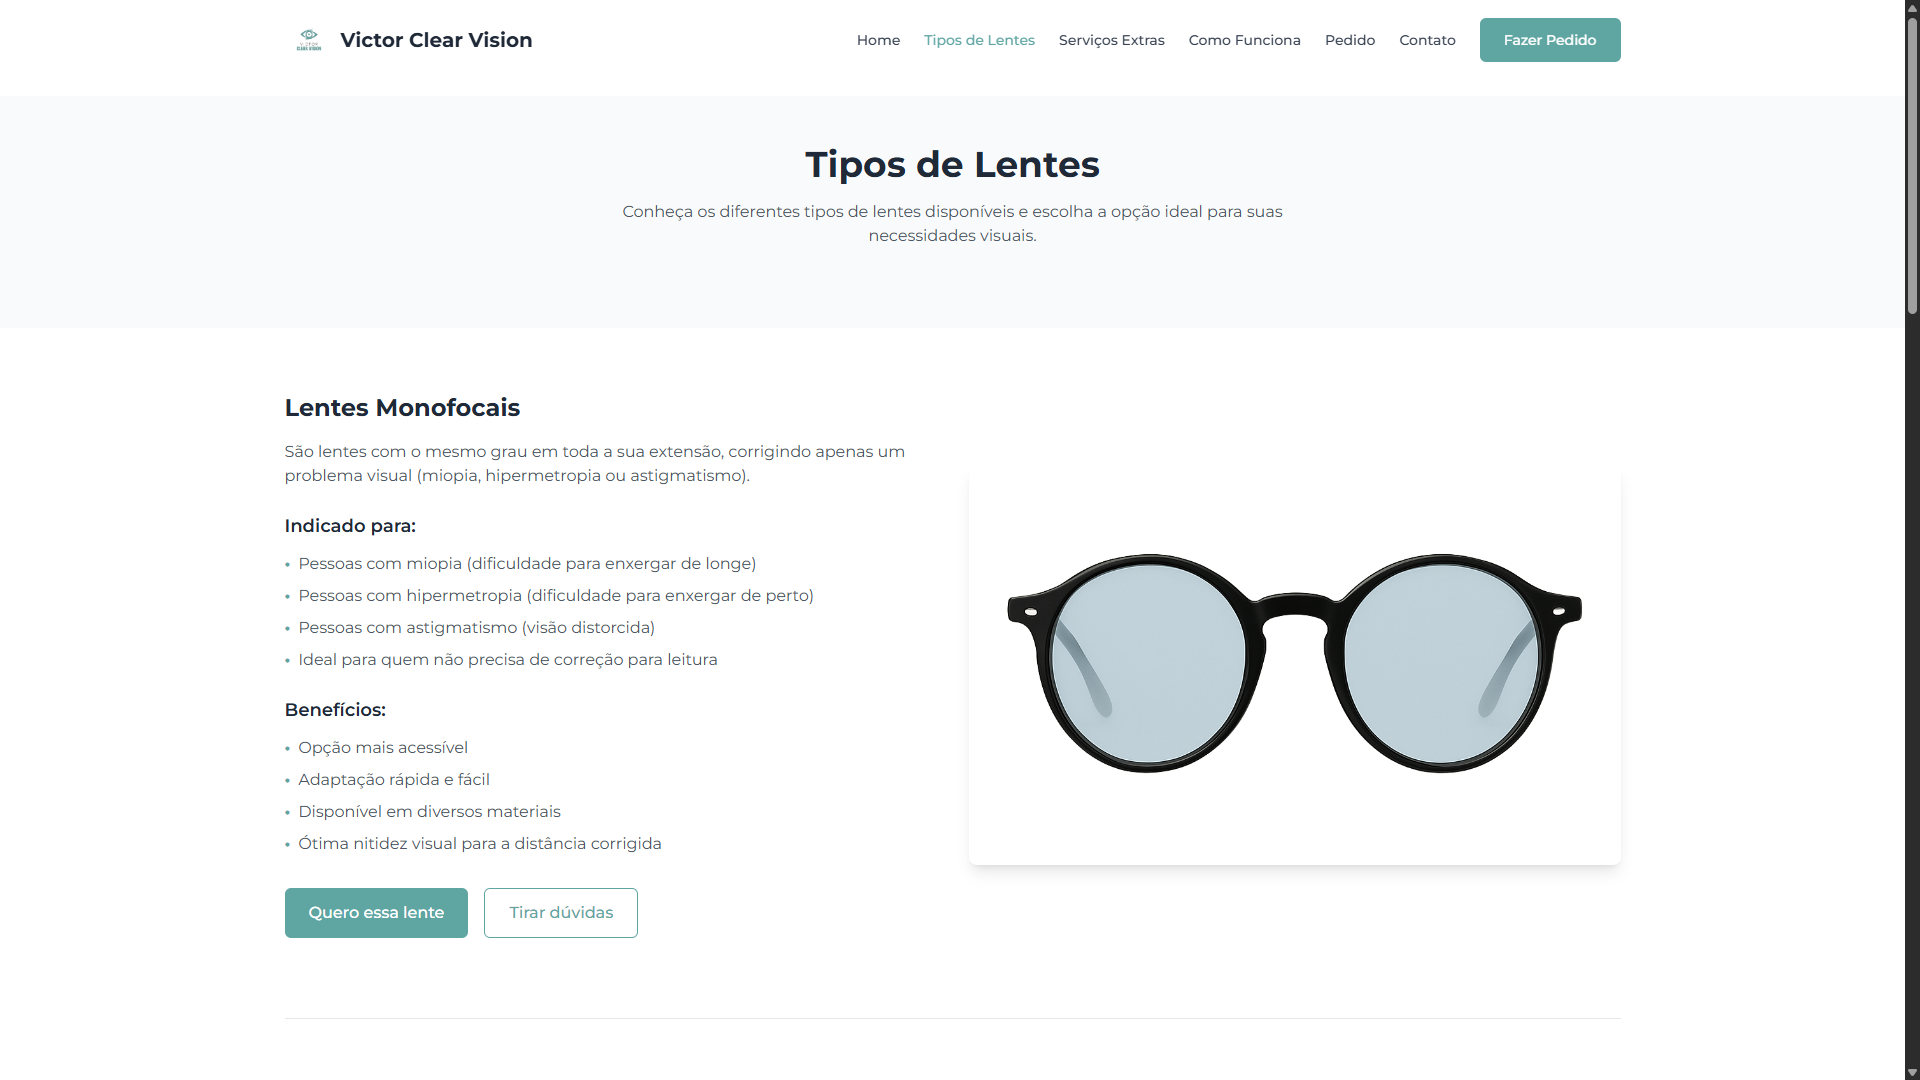 VICTOR
CLEAR VISION
Victor Clear Vision
Home
Tipos de Lentes
Serviços Extras
Como Funciona
Pedido
Contato
Fazer Pedido
Tipos de Lentes
Conheça os diferentes tipos de lentes disponíveis e escolha a opção ideal para suas
necessidades visuais.
Lentes Monofocais
São lentes com o mesmo grau em toda a sua extensão, corrigindo apenas um
problema visual (miopia, hipermetropia ou astigmatismo).
Indicado para:
• Pessoas com miopia (dificuldade para enxergar de longe)
• Pessoas com hipermetropia (dificuldade para enxergar de perto)
• Pessoas com astigmatismo (visão distorcida)
• Ideal para quem não precisa de correção para leitura
Benefícios:
• Opção mais acessível
• Adaptação rápida e fácil
• Disponível em diversos materiais
• Ótima nitidez visual para a distância corrigida
Quero essa lente
Tirar dúvidas